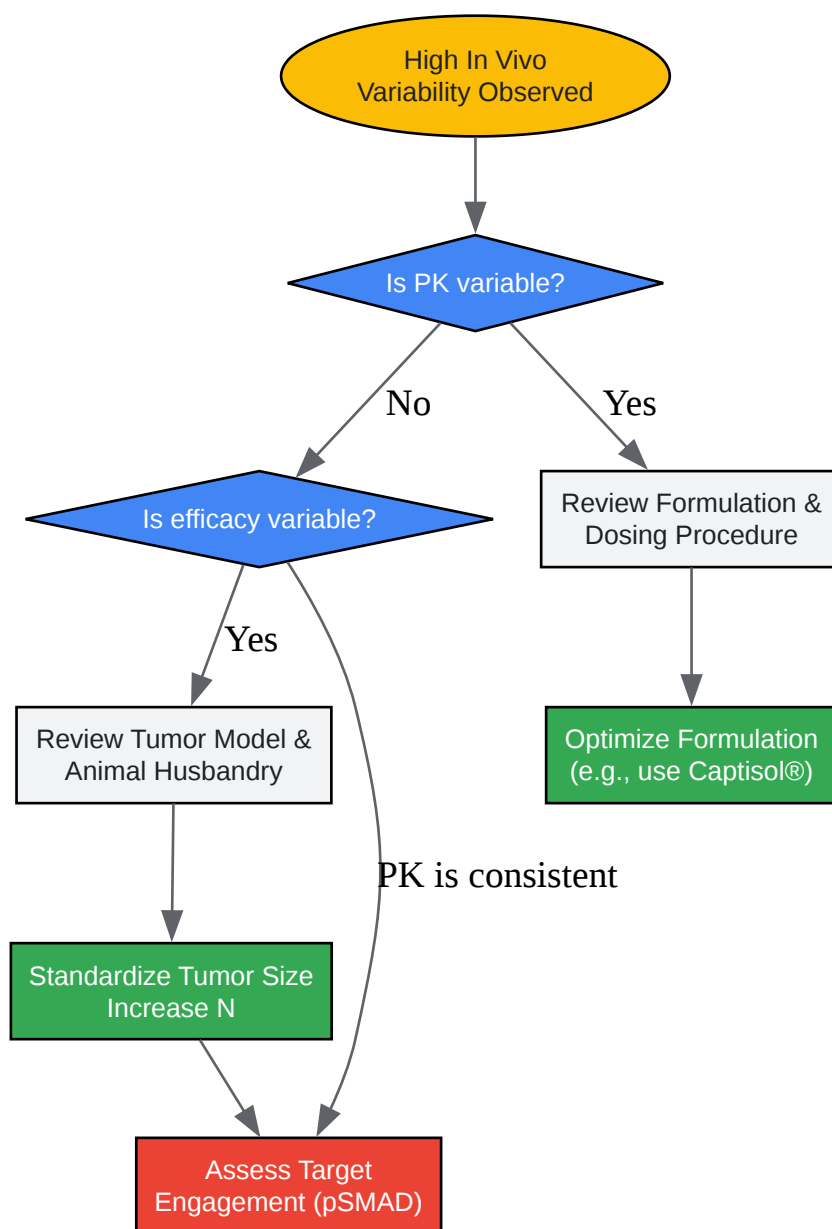 High In Vivo
Variability Observed
Is PK variable?
No
Yes
Is efficacy variable?
Review Formulation &
Dosing Procedure
Yes
Review Tumor Model &
Animal Husbandry
Optimize Formulation
(e.g., use Captisol®)
PK is consistent
Standardize Tumor Size
Increase N
Assess Target
Engagement (pSMAD)